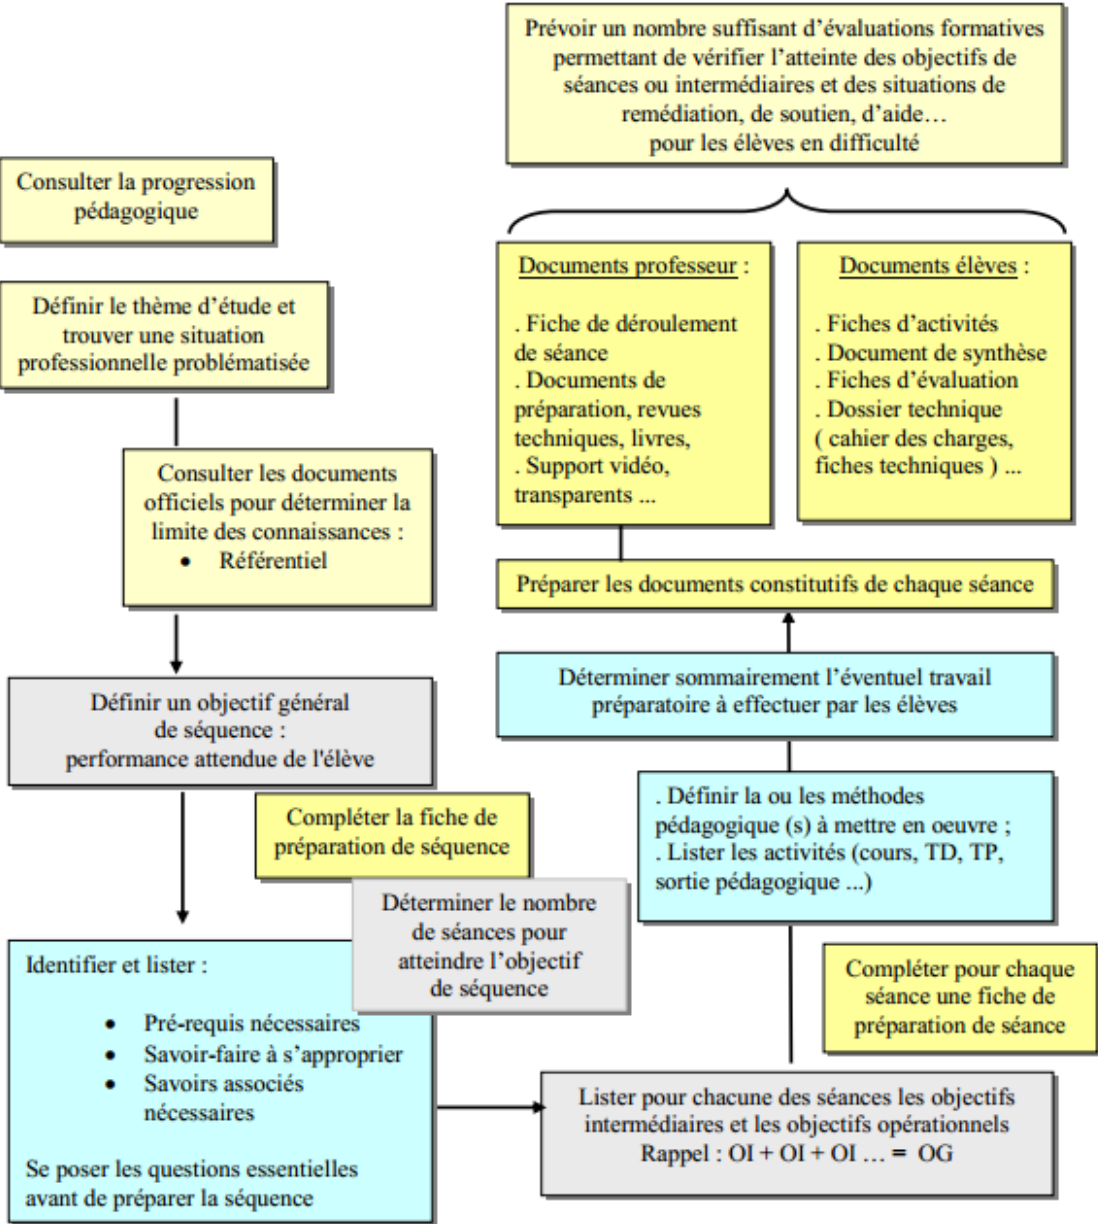 Prévoir un nombre suffisant d’évaluations formatives
permettant de vérifier l’atteinte des objectifs de
séances ou intermédiaires et des situations de
remédiation, de soutien, d’aide…
pour les élèves en difficulté
Consulter la progression
pédagogique
Définir le thème d’étude et
trouver une situation
professionnelle problématisée
Consulter les documents
officiels pour déterminer la
limite des connaissances :
• Référentiel
Définir un objectif général
de séquence :
performance attendue de l'élève
Compléter la fiche de
préparation de séquence
Déterminer le nombre
de séances pour
atteindre l’objectif
de séquence
Identifier et lister :
• Pré-requis nécessaires
• Savoir-faire à s’approprier
• Savoirs associés
nécessaires
Se poser les questions essentielles
avant de préparer la séquence
Documents professeur :
. Fiche de déroulement
de séance
. Documents de
préparation, revues
techniques, livres,
. Support vidéo,
transparents ...
Documents élèves :
. Fiches d’activités
. Document de synthèse
. Fiches d’évaluation
. Dossier technique
( cahier des charges,
fiches techniques ) ...
Préparer les documents constitutifs de chaque séance
Déterminer sommairement l’éventuel travail
préparatoire à effectuer par les élèves
. Définir la ou les méthodes
pédagogique (s) à mettre en oeuvre ;
. Lister les activités (cours, TD, TP,
sortie pédagogique ...)
Compléter pour chaque
séance une fiche de
préparation de séance
Lister pour chacune des séances les objectifs
intermédiaires et les objectifs opérationnels
Rappel : OI + OI + OI … = OG